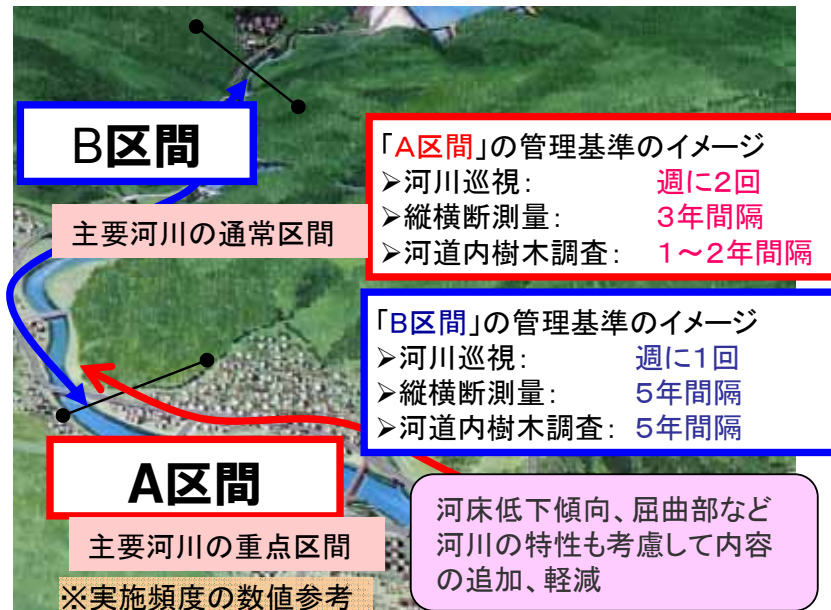 B区間
主要河川の通常区間
「A区間」の管理基準のイメージ
➢河川巡視: 週に2回
➢縦横断測量: 3年間隔
➢河道内樹木調査: 1～2年間隔
「B区間」の管理基準のイメージ
➢河川巡視: 週に1回
➢縦横断測量: 5年間隔
➢河道内樹木調査: 5年間隔
A区間
主要河川の重点区間
※実施頻度の数値参考
河床低下傾向、屈曲部など
河川の特性も考慮して内容
の追加、軽減